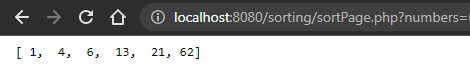 localhost:8080/sorting/sortPage.php?numbers=
[ 1,  4,  6,  13,  21, 62]